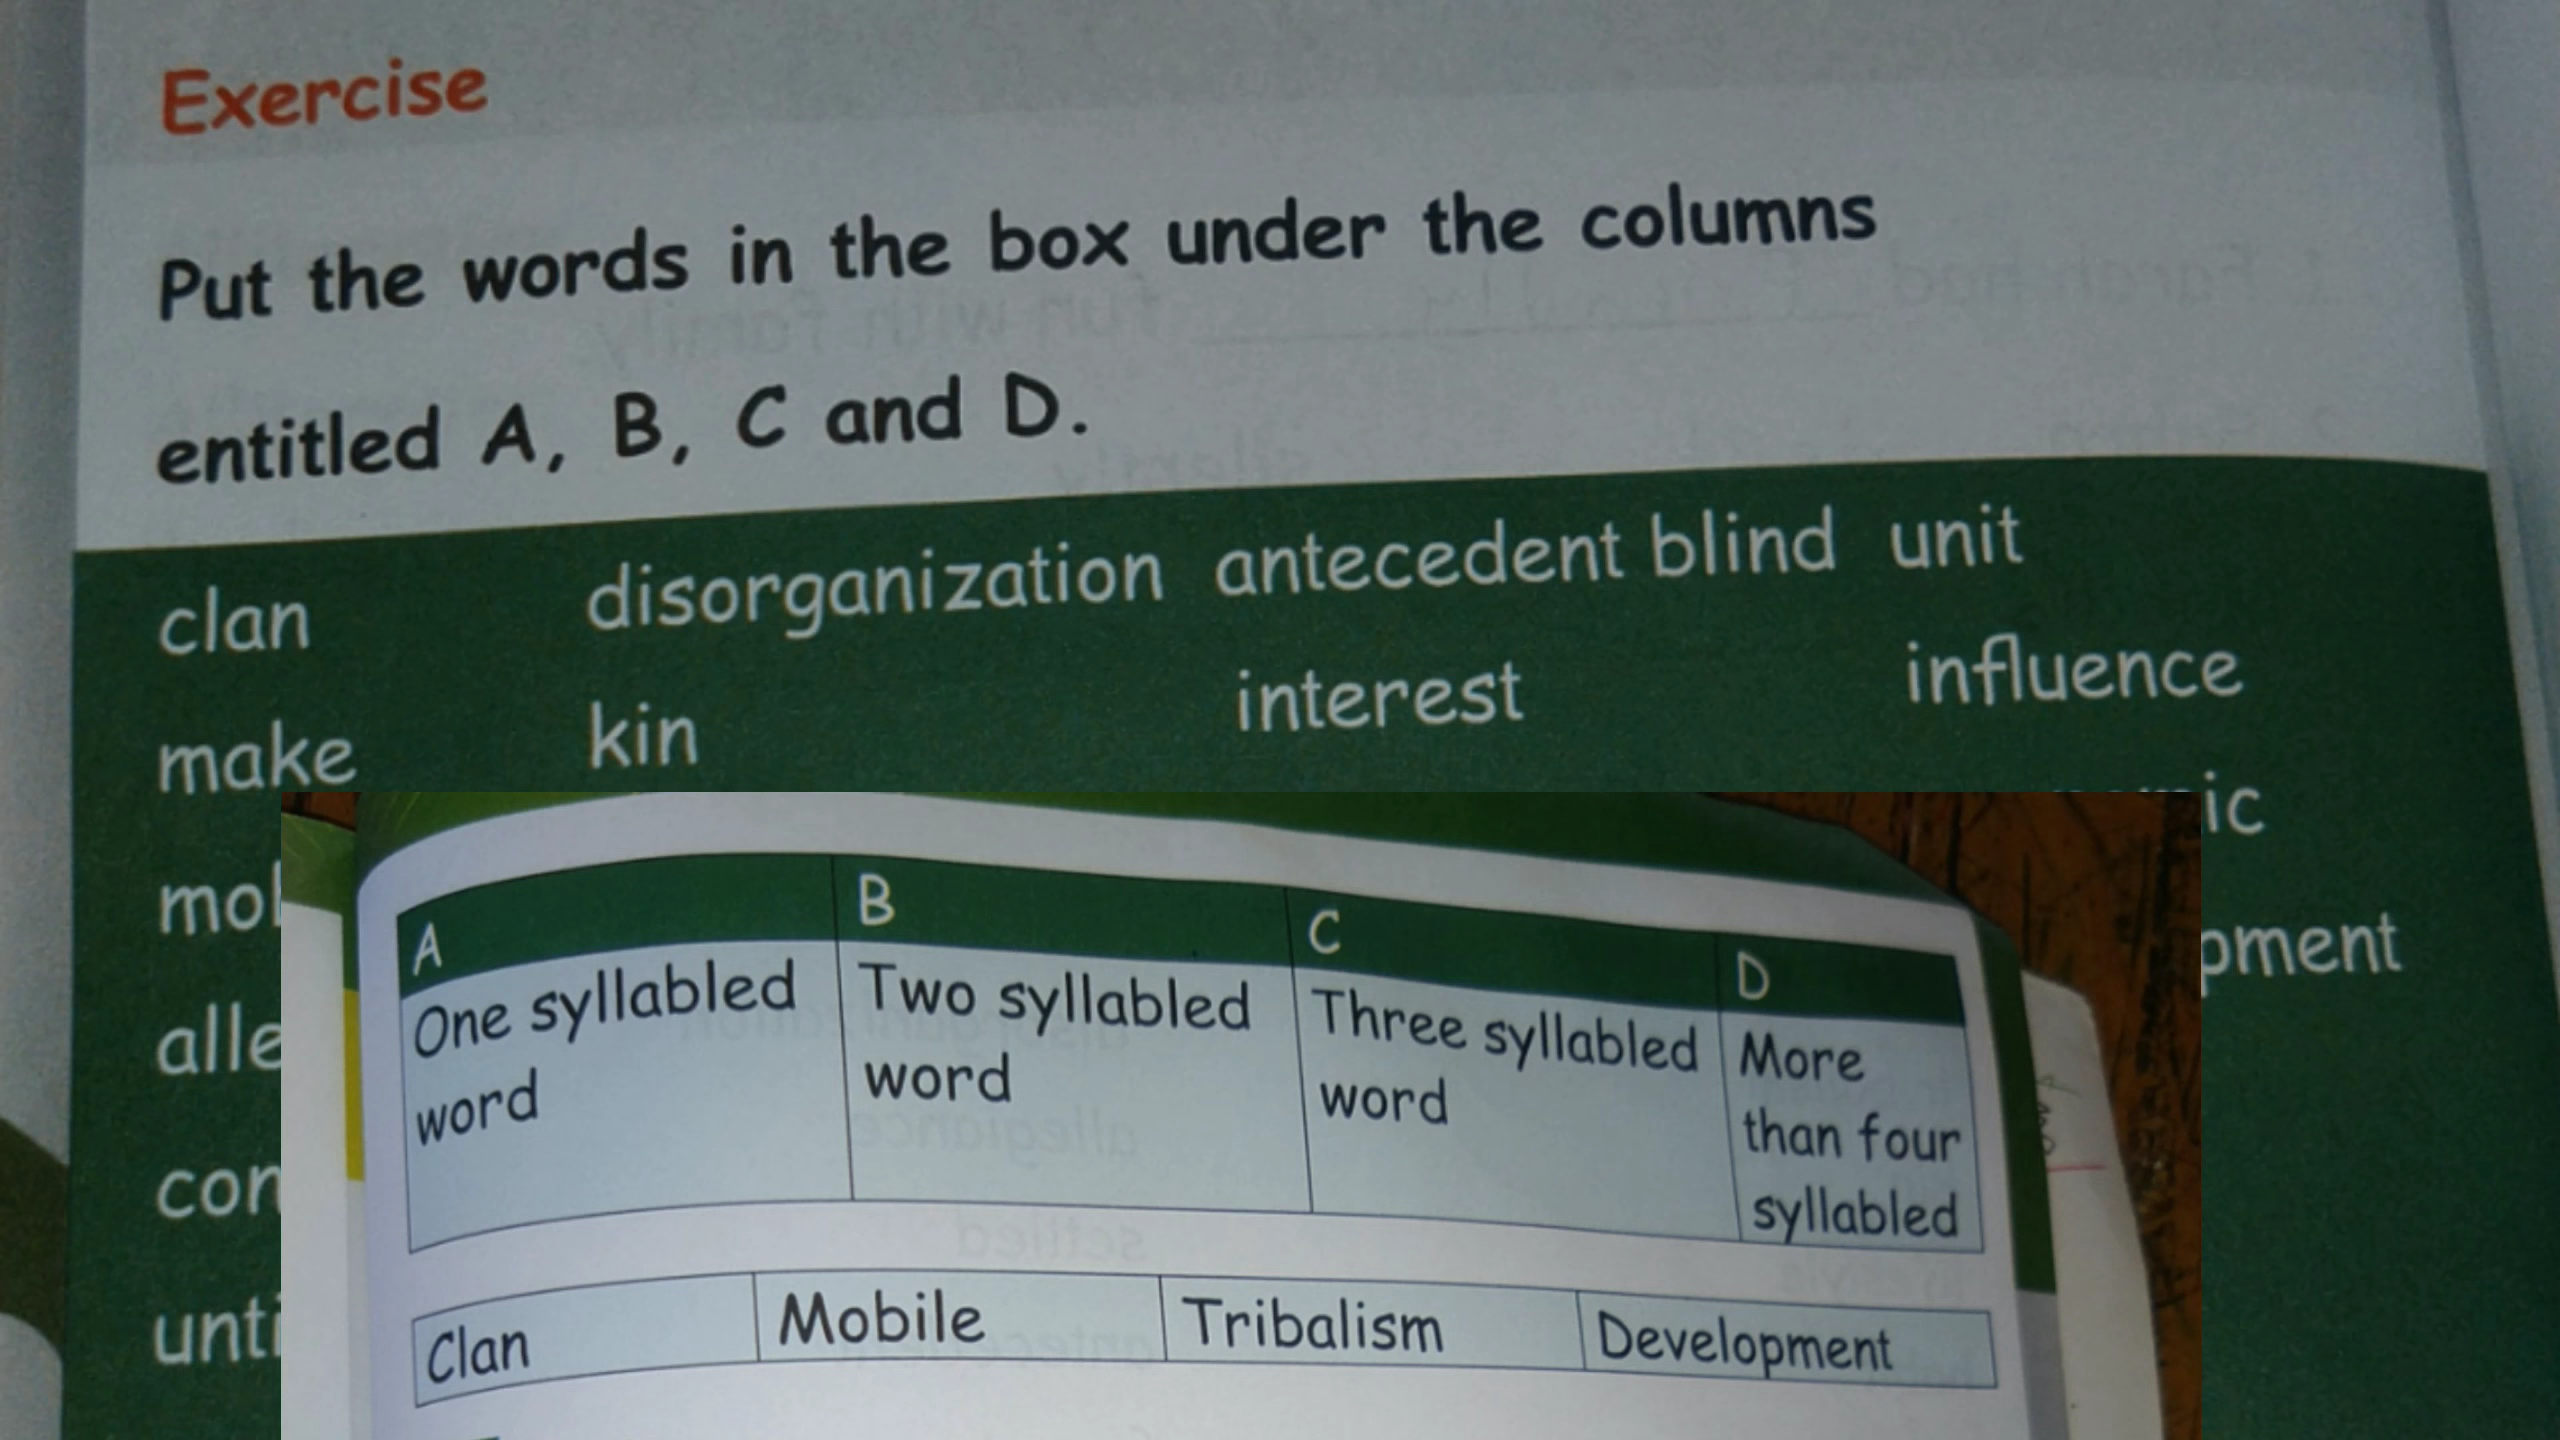 Exercise
Put the words in the box under the columns
entitled A, B, C and D.
clan disorganization antecedent blind unit
make kin interest influence
A B C D
One syllabled word
Two syllabled word
Three syllabled word
More than four syllabled
Clan Mobile Tribalism Development